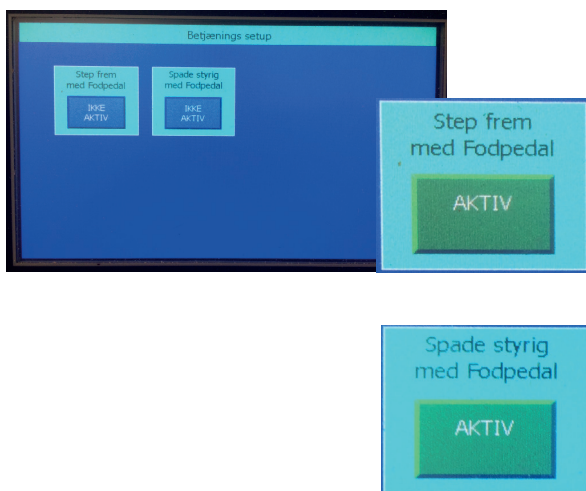 Betjænings setup
Step frem
med Fodpedal
IKKE
AKTIV
Spade styrig
med Fodpedal
IKKE
AKTIV
Step frem
med Fodpedal
AKTIV
Spade styrig
med Fodpedal
AKTIV